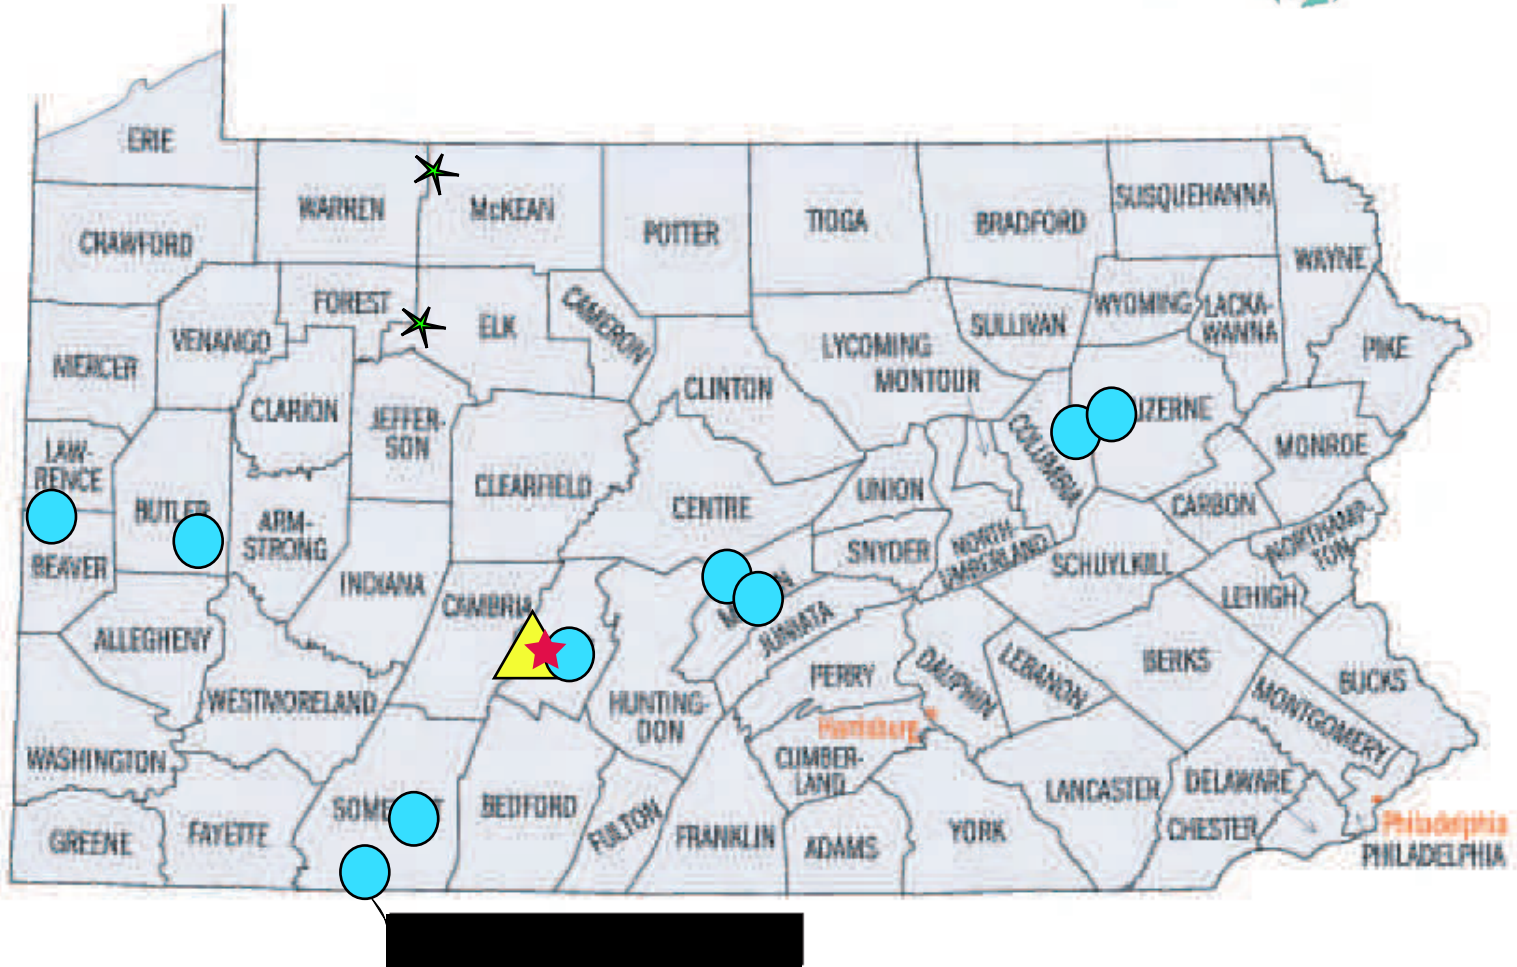 ERIE
WARREN
McKEAN
POTTER
TIOGA
BRADFORD
SUSQUEHANNA
WAYNE
CRAWFORD
FOREST
ELK
CAMERON
SULLIVAN
WYOMING
LACKA-
WANNA
PIKE
MERCER
VENANGO
CLARION
JEFFER-
SON
CLINTON
LYCOMING
MONTOUR
COLUMBIA
UZERNE
MONROE
LAW-
RENCE
BUTLER
ARM-
STRONG
CLEARFIELD
CENTRE
UNION
SNYDER
NORTH
UMBERLAND
SCHUYLKILL
CARBON
NORTHAMP-
TON
LEHIGH
BEAVER
ALLEGHENY
INDIANA
CAMBRIA
JUNIATA
PERRY
DAUPHIN
LEBANON
BERKS
MONTGOMERY
BUCKS
WESTMORELAND
HUNTING-
DON
Harrisburg
CUMBER-
LAND
WASHINGTON
GREENE
FAYETTE
BEDFORD
FULTON
FRANKLIN
ADAMS
YORK
LANCASTER
DELAWARE
CHESTER
Philadelphia
PHILADELPHIA